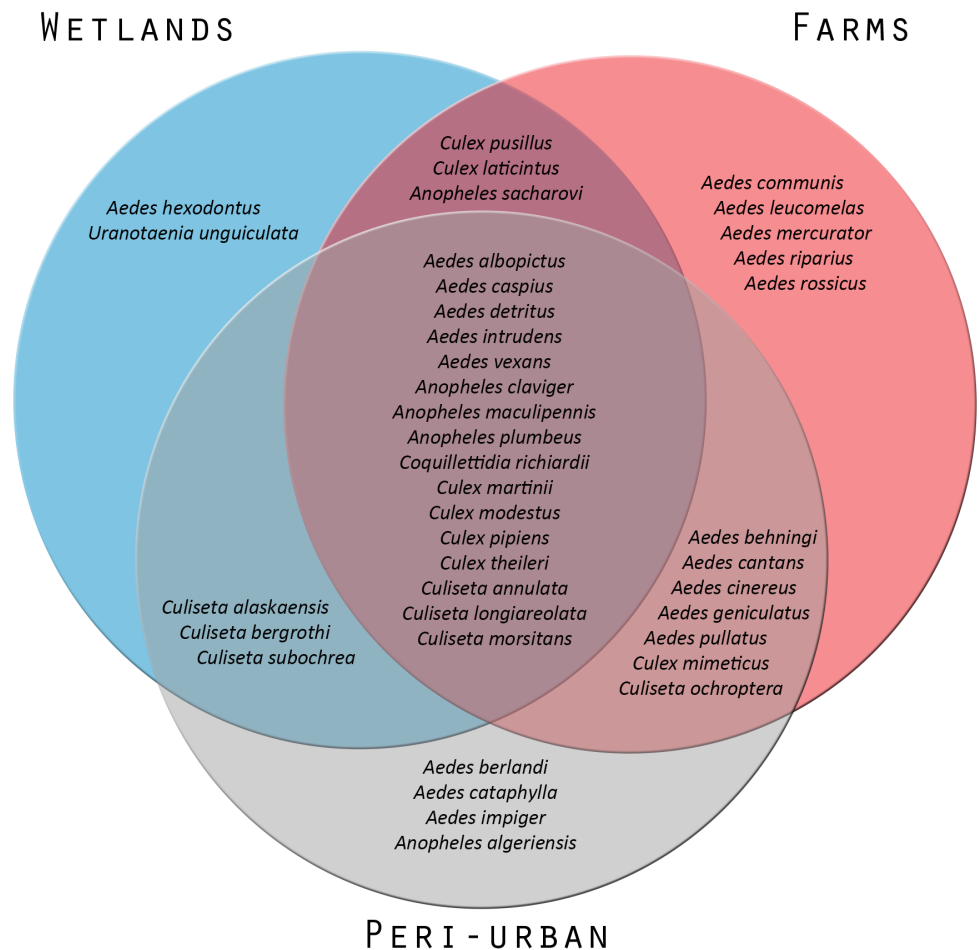 WETLANDS
FARMS
Culex pusillus
Culex laticintus
Anopheles sacharovi
Aedes hexodontus
Uranotaenia unguiculata
Aedes communis
Aedes leucomelas
Aedes mercurator
Aedes riparius
Aedes rossicus
Aedes albopictus
Aedes caspius
Aedes detritus
Aedes intrudens
Aedes vexans
Anopheles claviger
Anopheles maculipennis
Anopheles plumbeus
Coquillettidia richiardii
Culex martinii
Culex modestus
Culex pipiens
Culex theileri
Culiseta annulata
Culiseta longiareolata
Culiseta morsitans
Culiseta alaskaensis
Culiseta bergrothi
Culiseta subochrea
Aedes behningi
Aedes cantans
Aedes cinereus
Aedes geniculatus
Aedes pullatus
Culex mimeticus
Culiseta ochroptera
Aedes berlandi
Aedes cataphylla
Aedes impiger
Anopheles algeriensis
PERI-URBAN